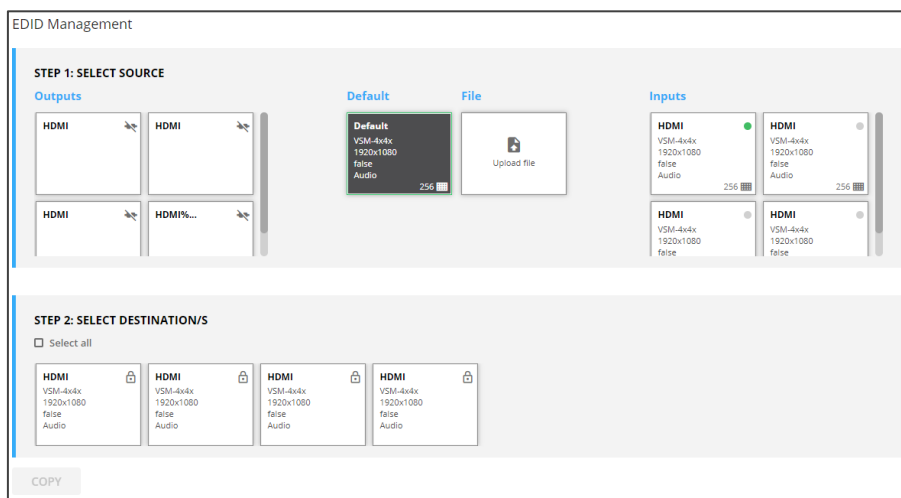 EDID Management
STEP 1: SELECT SOURCE
Outputs
HDMI
HDMI
HDMI
HDMI%...
Default
Default
VSM-4x4x
1920x1080
false
Audio
256
File
Upload file
Inputs
HDMI
VSM-4x4x
1920x1080
false
Audio
256
HDMI
VSM-4x4x
1920x1080
false
Audio
256
HDMI
VSM-4x4x
1920x1080
false
HDMI
VSM-4x4x
1920x1080
false
STEP 2: SELECT DESTINATION/S
Select all
HDMI
VSM-4x4x
1920x1080
false
Audio
HDMI
VSM-4x4x
1920x1080
false
Audio
HDMI
VSM-4x4x
1920x1080
false
Audio
HDMI
VSM-4x4x
1920x1080
false
Audio
COPY